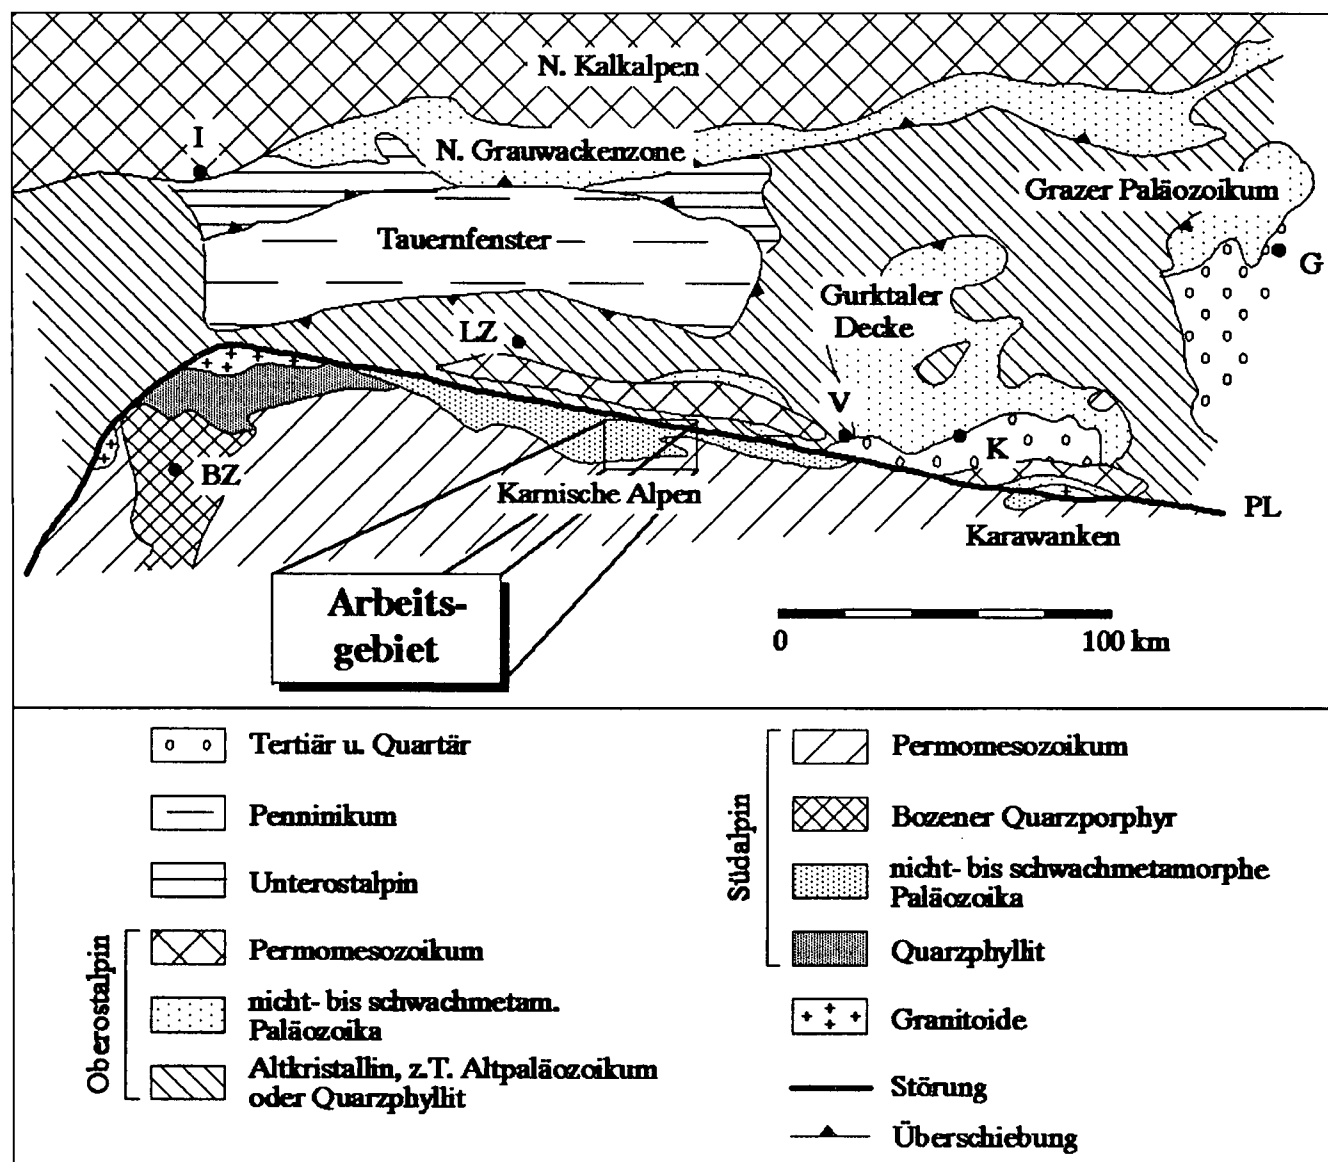 N. Kalkalpen
I
N. Grauwackenzone
Grazer Paläozoikum
Tauernfenster
G
Gurktaler
Decke
LZ
V
K
BZ
Karnische Alpen
PL
Karawanken
Arbeits-
gebiet
0 100 km
Tertiär u. Quartär
Penninikum
Unterostalpin
Oberostalpin
Permomesozoikum
nicht- bis schwachmetam.
Paläozoika
Altkristallin, z.T. Altpaläozoikum
oder Quarzphyllit
Südalpin
Permomesozoikum
Bozener Quarzporphyr
nicht- bis schwachmetamorphe
Paläozoika
Quarzphyllit
Granitoide
Störung
Überschiebung